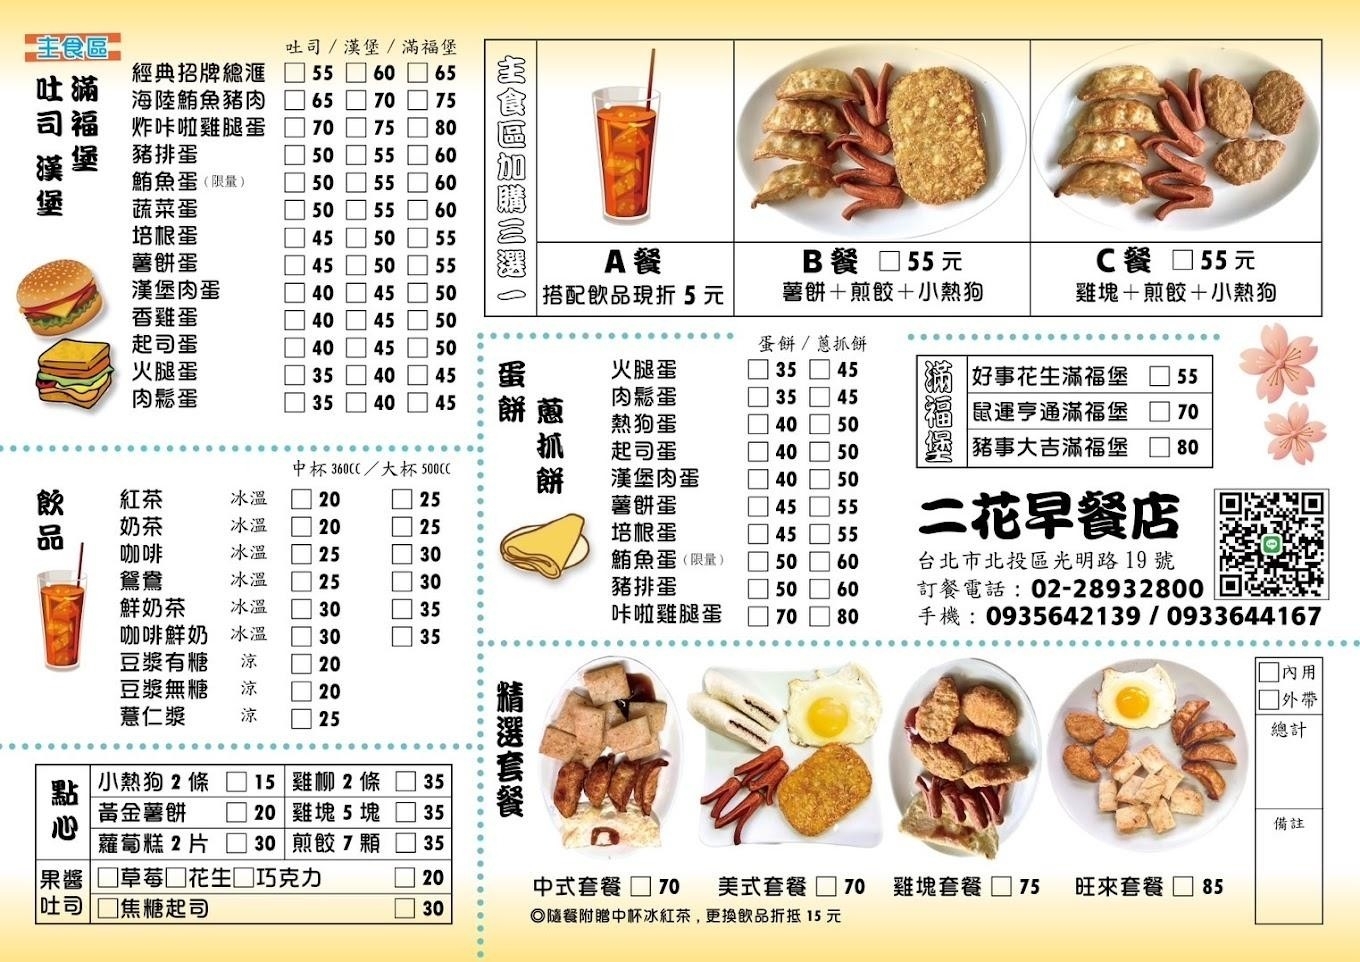 主食區
吐司 漢堡
滿福堡
吐司 / 漢堡 / 滿福堡
經典招牌總滙 □ 55 □ 60 □ 65
海陸鮪魚豬肉 □ 65 □ 70 □ 75
炸咔啦雞腿蛋 □ 70 □ 75 □ 80
豬排蛋 □ 50 □ 55 □ 60
鮪魚蛋（限量） □ 50 □ 55 □ 60
蔬菜蛋 □ 50 □ 55 □ 60
培根蛋 □ 45 □ 50 □ 55
薯餅蛋 □ 45 □ 50 □ 55
漢堡肉蛋 □ 40 □ 45 □ 50
香雞蛋 □ 40 □ 45 □ 50
起司蛋 □ 40 □ 45 □ 50
火腿蛋 □ 35 □ 40 □ 45
肉鬆蛋 □ 35 □ 40 □ 45
飲品
中杯 360CC ／大杯 500CC
紅茶 冰溫 □ 20 □ 25
奶茶 冰溫 □ 20 □ 25
咖啡 冰溫 □ 25 □ 30
鴛鴦 冰溫 □ 25 □ 30
鮮奶茶 冰溫 □ 30 □ 35
咖啡鮮奶 冰溫 □ 30 □ 35
豆漿有糖 涼 □ 20
豆漿無糖 涼 □ 20
薏仁漿 涼 □ 25
點心
小熱狗 2 條 □ 15 雞柳 2 條 □ 35
黃金薯餅 □ 20 雞塊 5 塊 □ 35
蘿蔔糕 2 片 □ 30 煎餃 7 顆 □ 35
果醬吐司
□草莓□花生□巧克力 □ 20
□焦糖起司 □ 30
主食區加購三選一
A 餐
搭配飲品現折 5 元
B 餐 □ 55 元
薯餅＋煎餃＋小熱狗
C 餐 □ 55 元
雞塊＋煎餃＋小熱狗
蛋餅 蔥抓餅
蛋餅 / 蔥抓餅
火腿蛋 □ 35 □ 45
肉鬆蛋 □ 35 □ 45
熱狗蛋 □ 40 □ 50
起司蛋 □ 40 □ 50
漢堡肉蛋 □ 40 □ 50
薯餅蛋 □ 45 □ 55
培根蛋 □ 45 □ 55
鮪魚蛋（限量） □ 50 □ 60
豬排蛋 □ 50 □ 60
咔啦雞腿蛋 □ 70 □ 80
滿福堡
好事花生滿福堡 □ 55
鼠運亨通滿福堡 □ 70
豬事大吉滿福堡 □ 80
二花早餐店
台北市北投區光明路 19 號
訂餐電話：02-28932800
手機：0935642139 / 0933644167
精選套餐
中式套餐 □ 70 美式套餐 □ 70 雞塊套餐 □ 75 旺來套餐 □ 85
◎隨餐附贈中杯冰紅茶，更換飲品折抵 15 元
□內用
□外帶
總計
備註